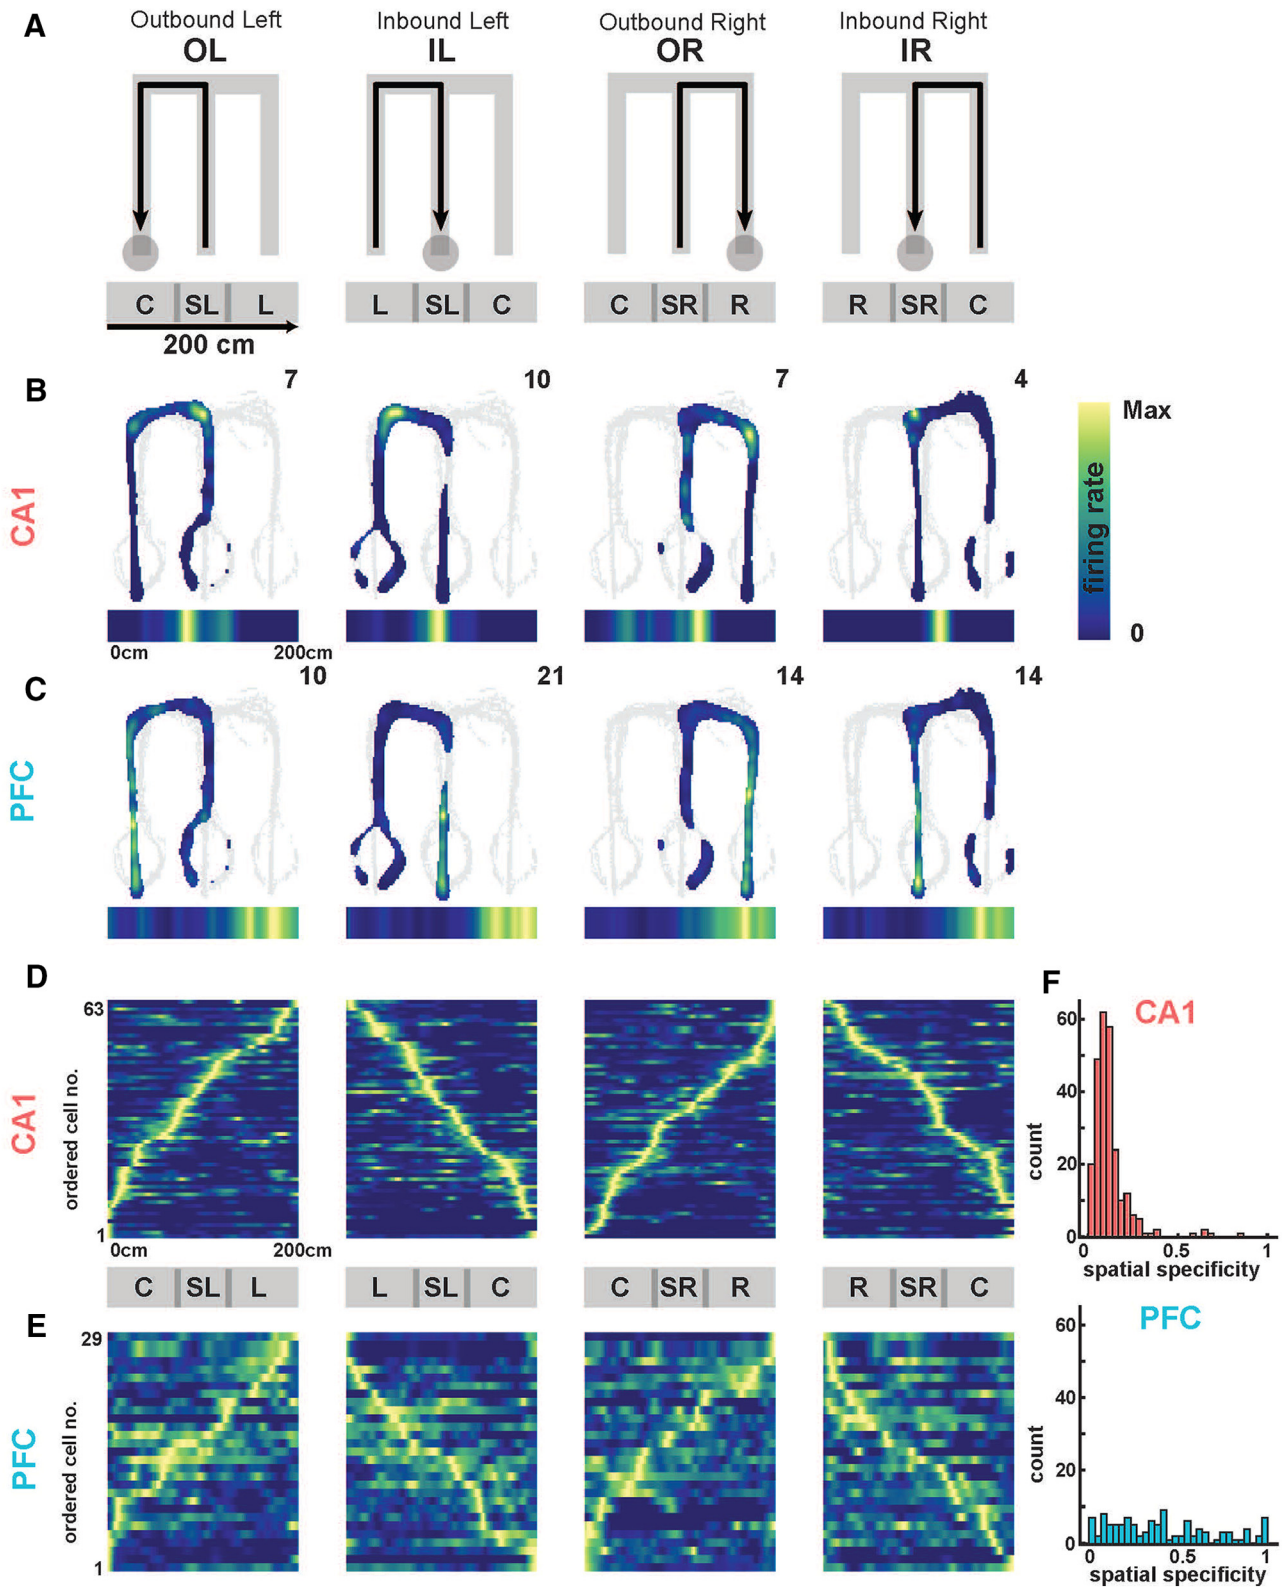 A
Outbound Left
OL
Inbound Left
IL
Outbound Right
OR
Inbound Right
IR
C SL L
L SL C
C SR R
R SR C
200 cm
B
7
10
7
4
CA1
Max
firing rate
0
0cm
200cm
C
10
21
14
14
PFC
D
CA1
ordered cell no.
63
1
0cm
200cm
C SL L
L SL C
C SR R
R SR C
E
PFC
ordered cell no.
29
1
F
CA1
count
60
40
20
0
0
0.5
1
spatial specificity
PFC
count
60
40
20
0
0
0.5
1
spatial specificity